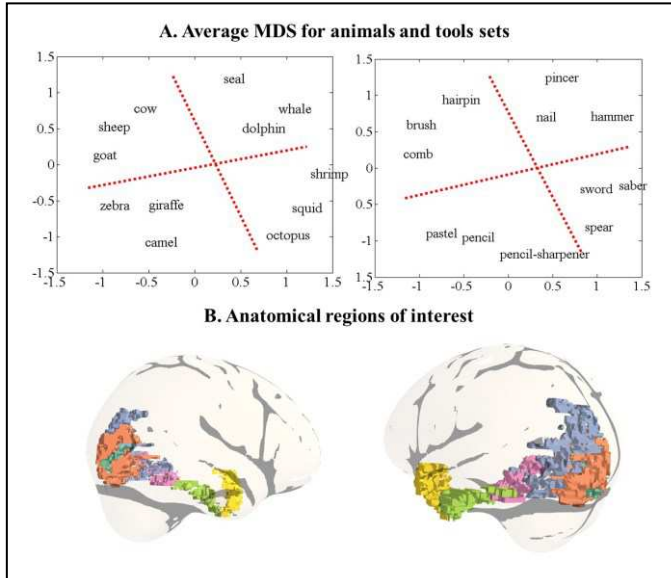 A. Average MDS for animals and tools sets
1.5
1
0.5
0
-0.5
-1
1.5
-1.5 -1 -0.5 0 0.5 1 1.5
seal
cow
whale
sheep
dolphin
goat
shrimp
zebra
giraffe
squid
camel
octopus
1.5
1
0.5
0
-0.5
-1
1.5
-1.5 -1 -0.5 0 0.5 1 1.5
pincer
hairpin
nail
hammer
brush
comb
sword
saber
spear
pastel
pencil
pencil-sharpener
B. Anatomical regions of interest